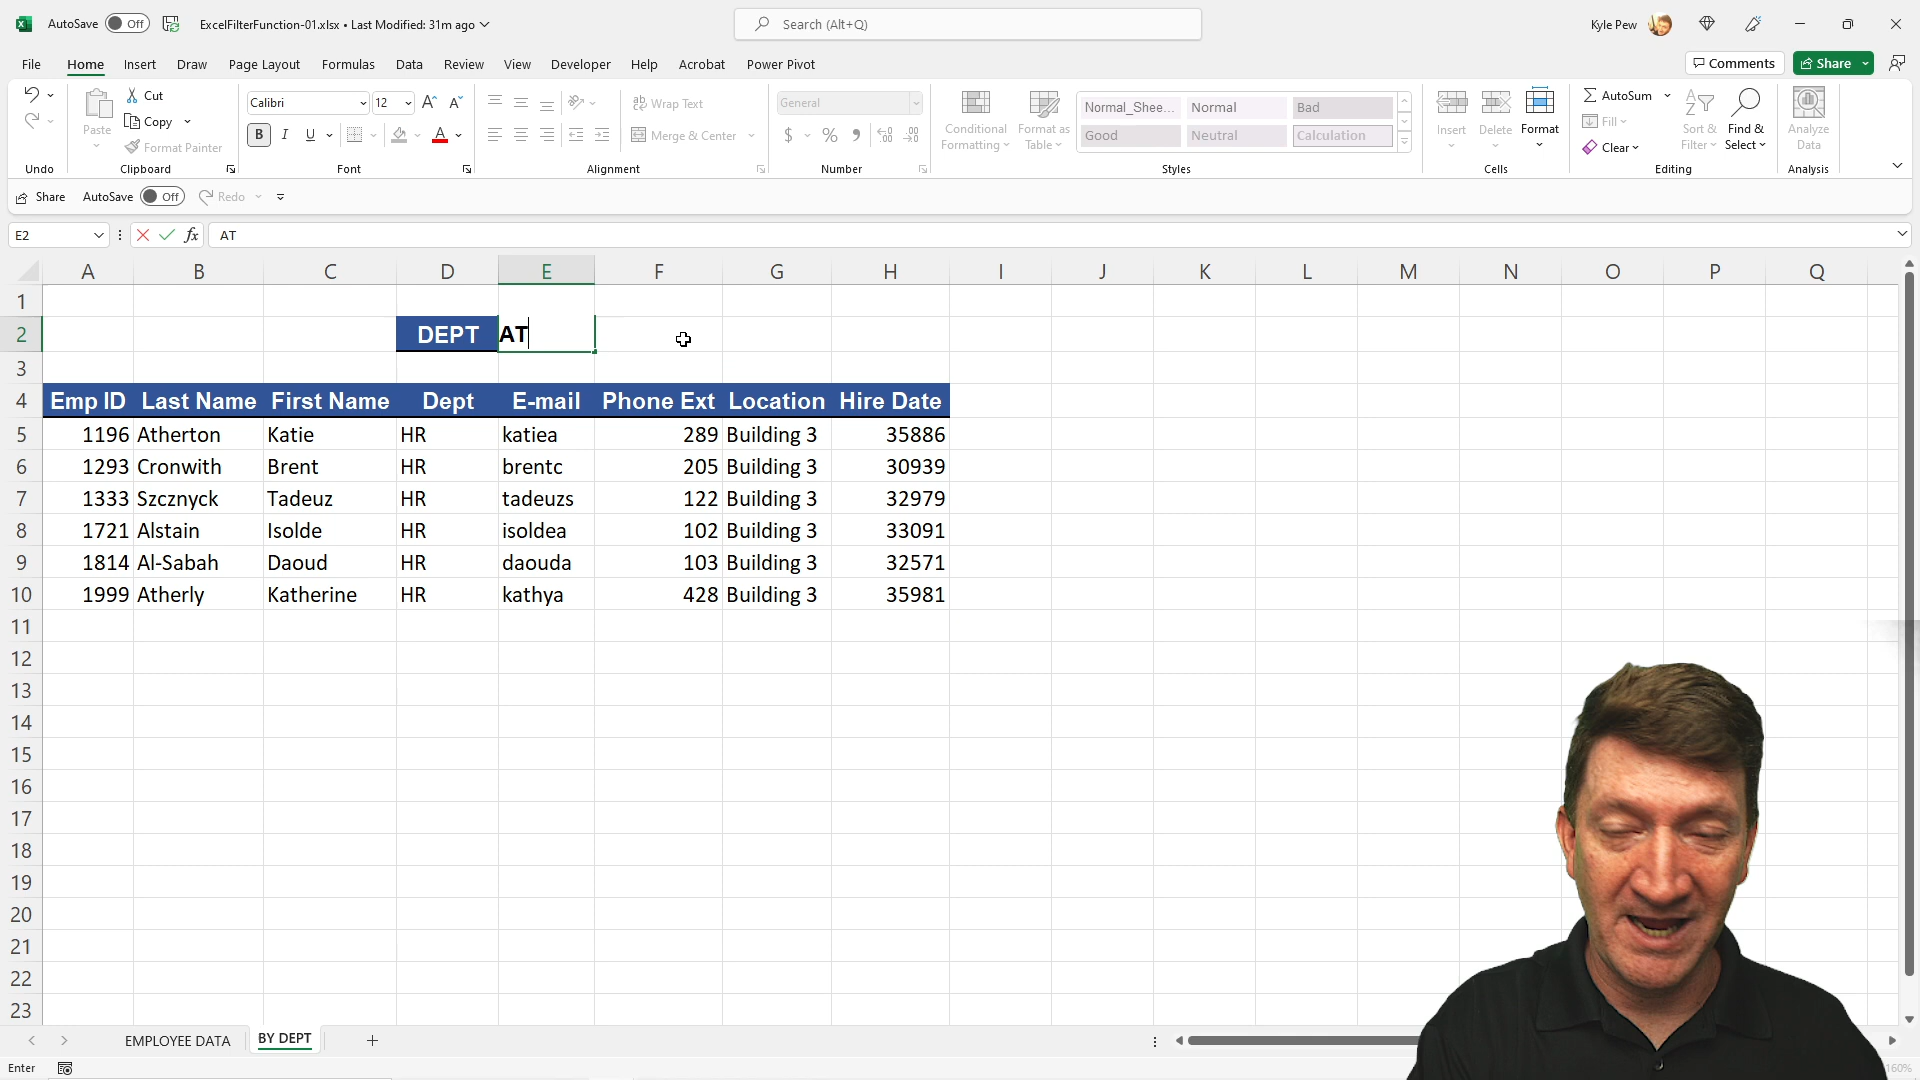 AutoSave Off ExcelFilterFunction-01.xlsx • Last Modified: 31m ago Search (Alt+Q) Kyle Pew
File Home Insert Draw Page Layout Formulas Data Review View Developer Help Acrobat Power Pivot Comments Share
Cut Calibri 12 Wrap Text General Normal_Shee... Normal Bad AutoSum
Paste Copy B I U Merge & Center $ % Conditional Formatting Format as Table Good Neutral Calculation Insert Delete Format Fill Sort & Filter Find & Select Analyze Data
Format Painter Clear
Undo Clipboard Font Alignment Number Styles Cells Editing Analysis
Share AutoSave Off Redo
E2 fx AT
A B C D E F G H I J K L M N O P Q
1
2 DEPT AT
3
4 Emp ID Last Name First Name Dept E-mail Phone Ext Location Hire Date
5 1196 Atherton Katie HR katiea 289 Building 3 35886
6 1293 Cronwith Brent HR brentc 205 Building 3 30939
7 1333 Szcznyck Tadeuz HR tadeuzs 122 Building 3 32979
8 1721 Alstain Isolde HR isoldea 102 Building 3 33091
9 1814 Al-Sabah Daoud HR daouda 103 Building 3 32571
10 1999 Atherly Katherine HR kathya 428 Building 3 35981
11
12
13
14
15
16
17
18
19
20
21
22
23
EMPLOYEE DATA BY DEPT
Enter 160%